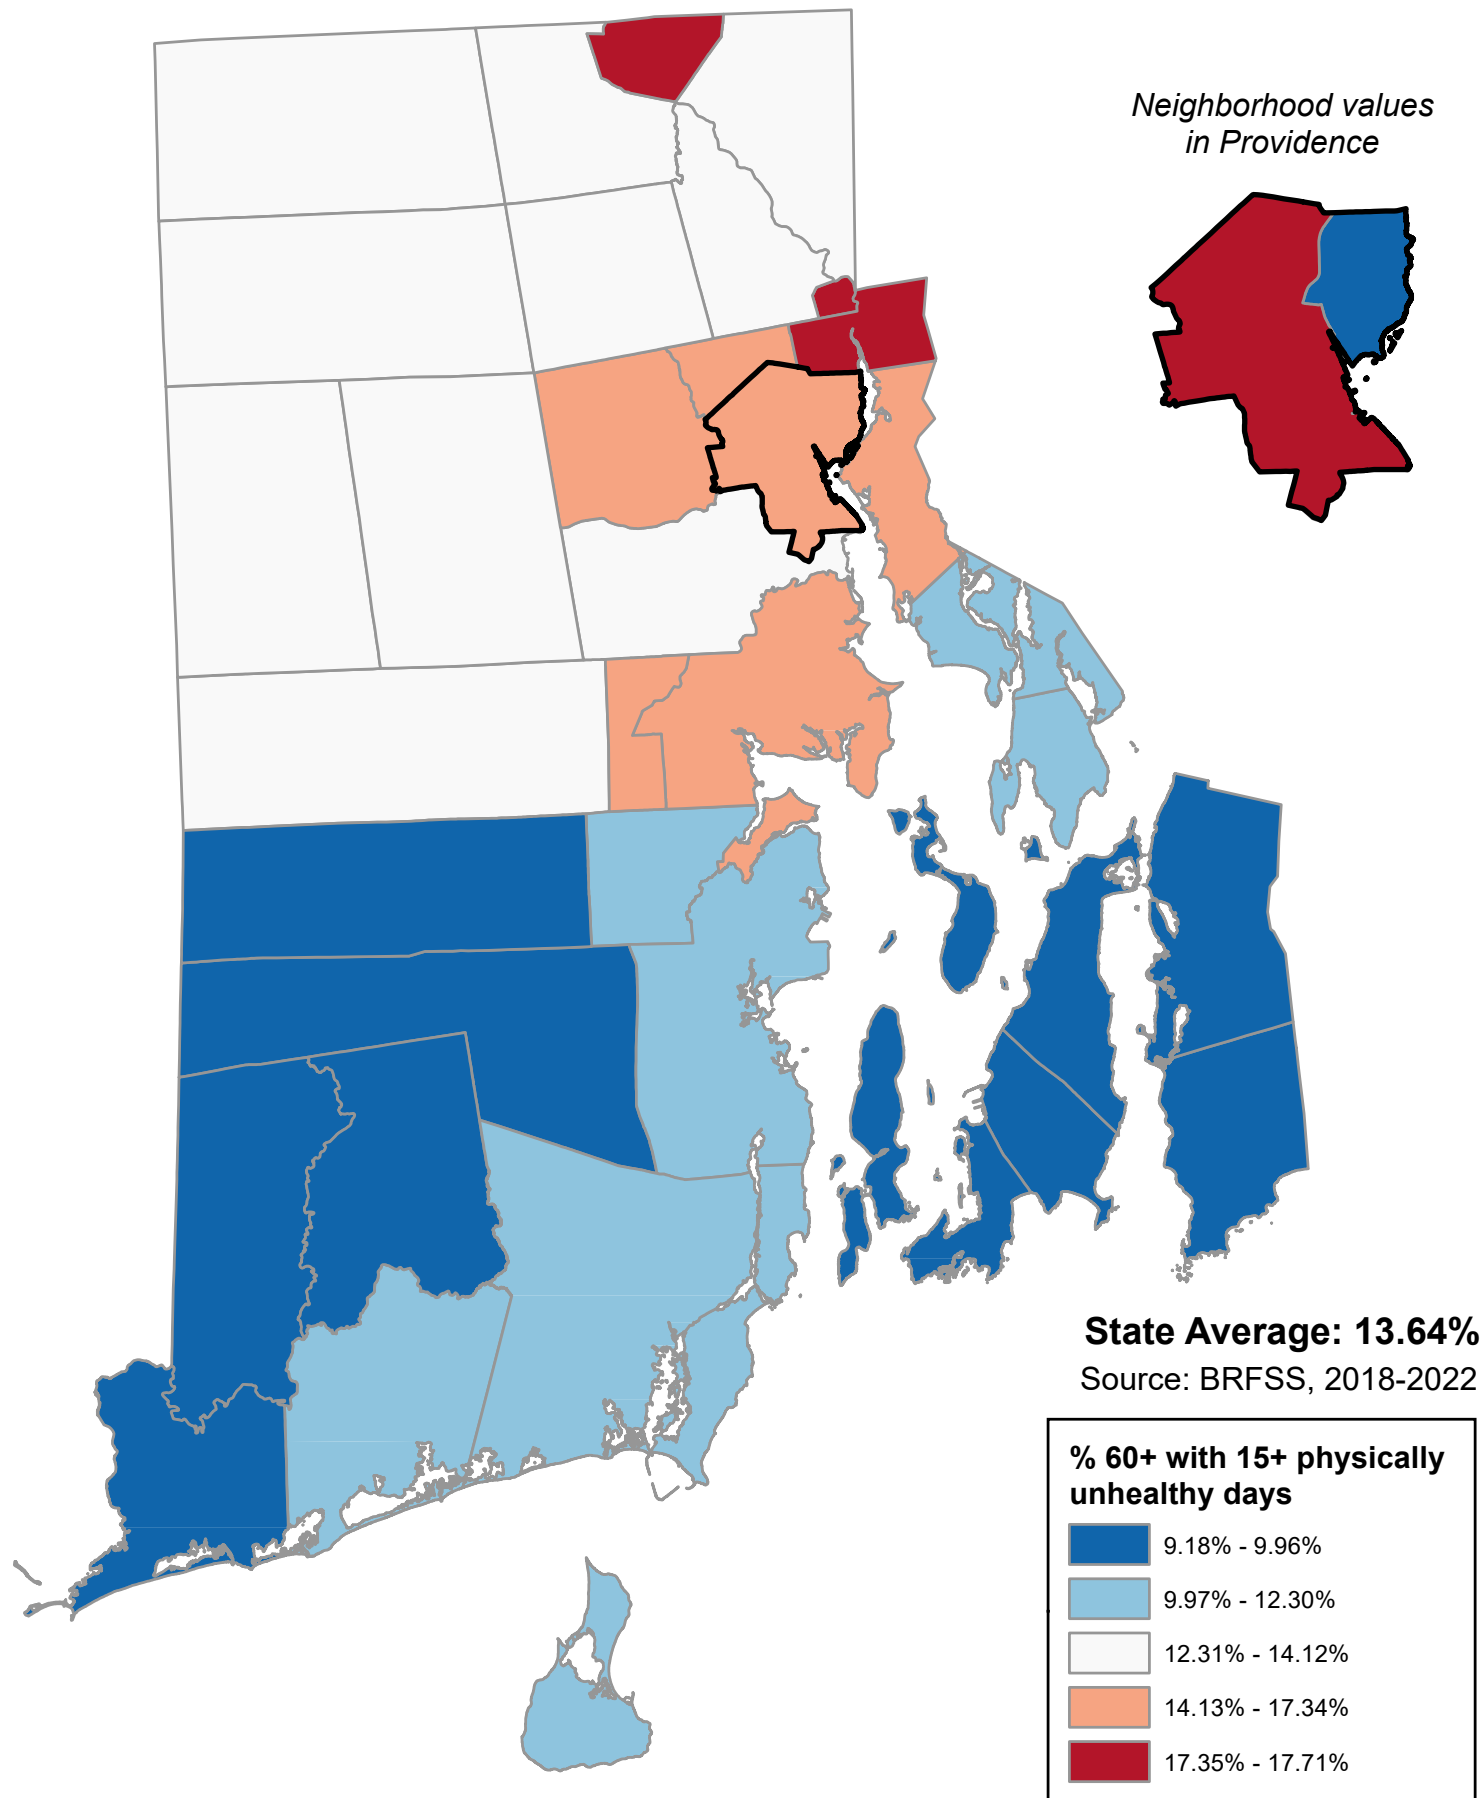 Neighborhood values
in Providence
State Average: 13.64%
Source: BRFSS, 2018-2022
% 60+ with 15+ physically
unhealthy days
9.18% - 9.96%
9.97% - 12.30%
12.31% - 14.12%
14.13% - 17.34%
17.35% - 17.71%